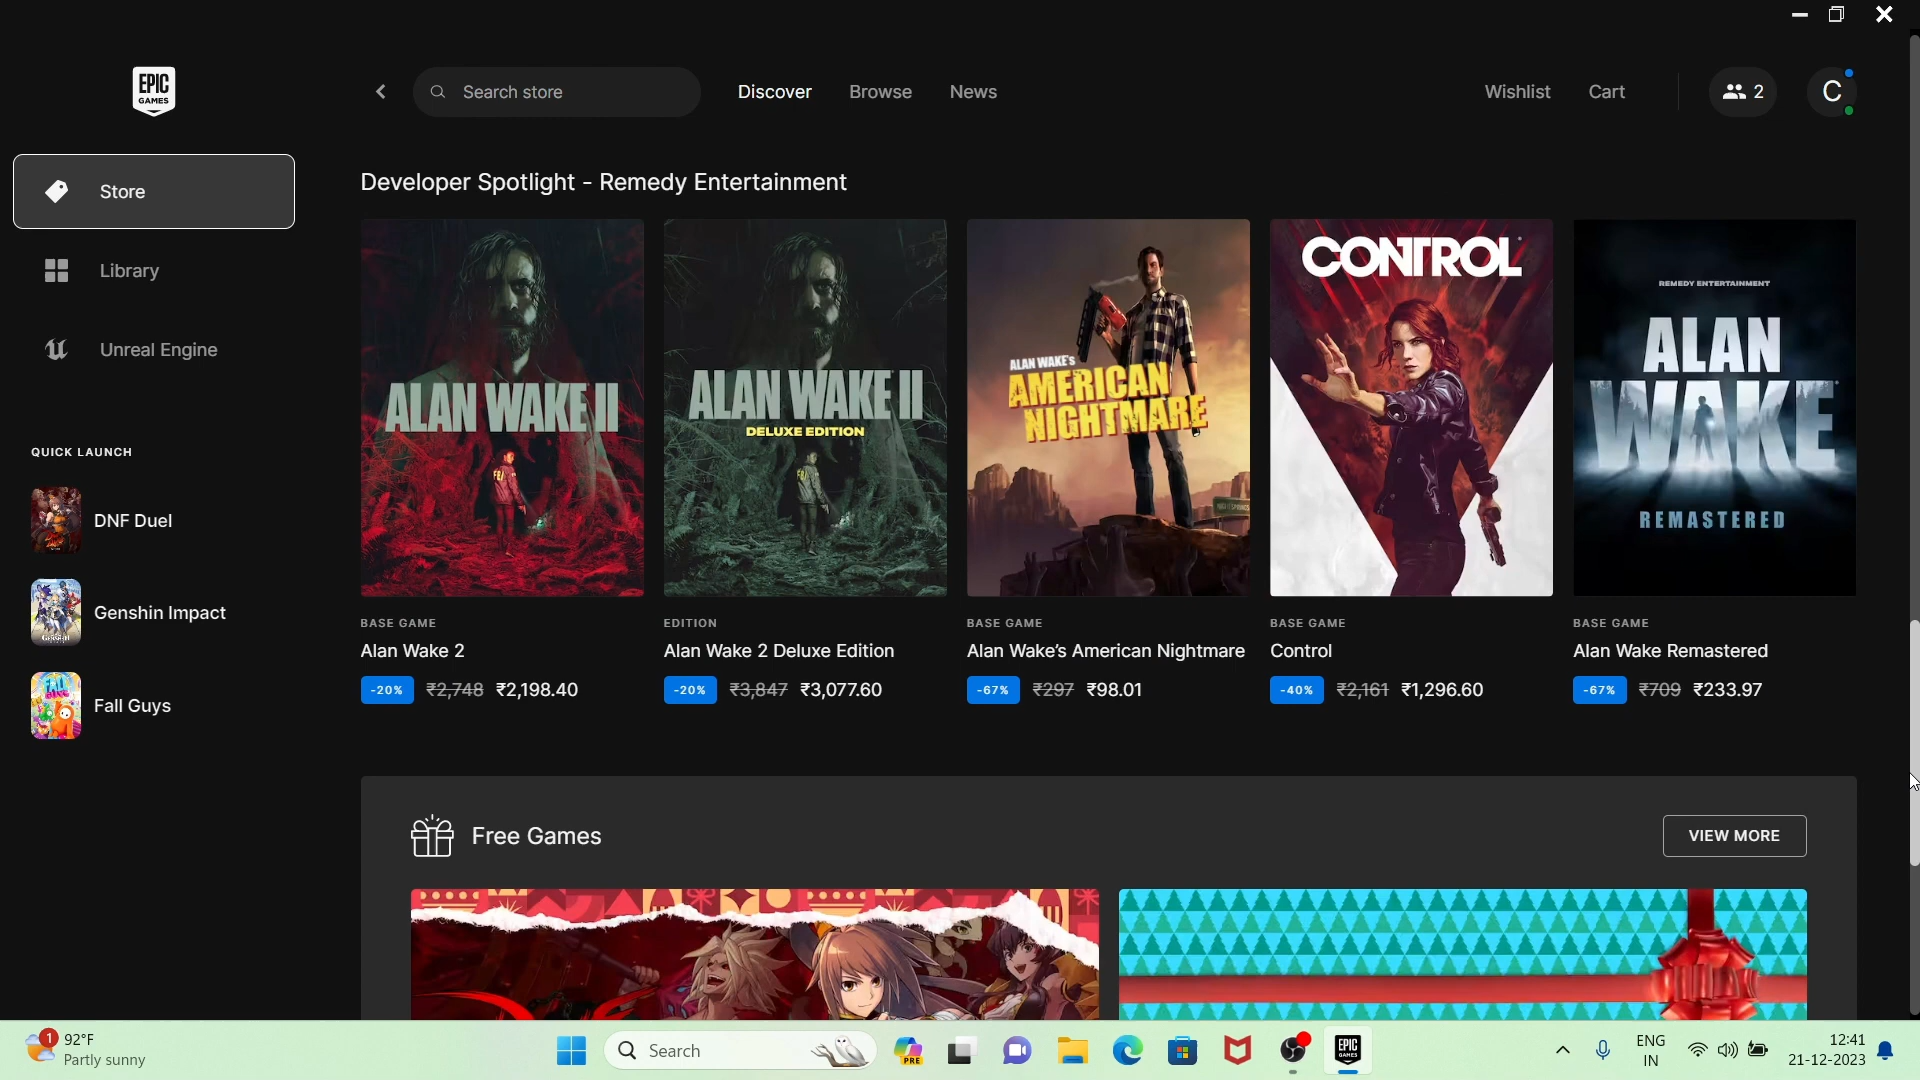 EPIC
GAMES
Search store
Discover
Browse
News
Wishlist
Cart
2
C
Store
Library
Unreal Engine
QUICK LAUNCH
DNF Duel
Genshin Impact
Fall Guys
Developer Spotlight - Remedy Entertainment
ALAN WAKE II
ALAN WAKE II
DELUXE EDITION
ALAN WAKE'S
AMERICAN
NIGHTMARE
CONTROL
REMEDY ENTERTAINMENT
ALAN
WAKE
REMASTERED
BASE GAME
Alan Wake 2
-20% ₹2,748 ₹2,198.40
EDITION
Alan Wake 2 Deluxe Edition
-20% ₹3,847 ₹3,077.60
BASE GAME
Alan Wake's American Nightmare
-67% ₹297 ₹98.01
BASE GAME
Control
-40% ₹2,161 ₹1,296.60
BASE GAME
Alan Wake Remastered
-67% ₹709 ₹233.97
Free Games
VIEW MORE
1
92°F
Partly sunny
Search
PRE
EPIC
GAMES
ENG
IN
12:41
21-12-2023